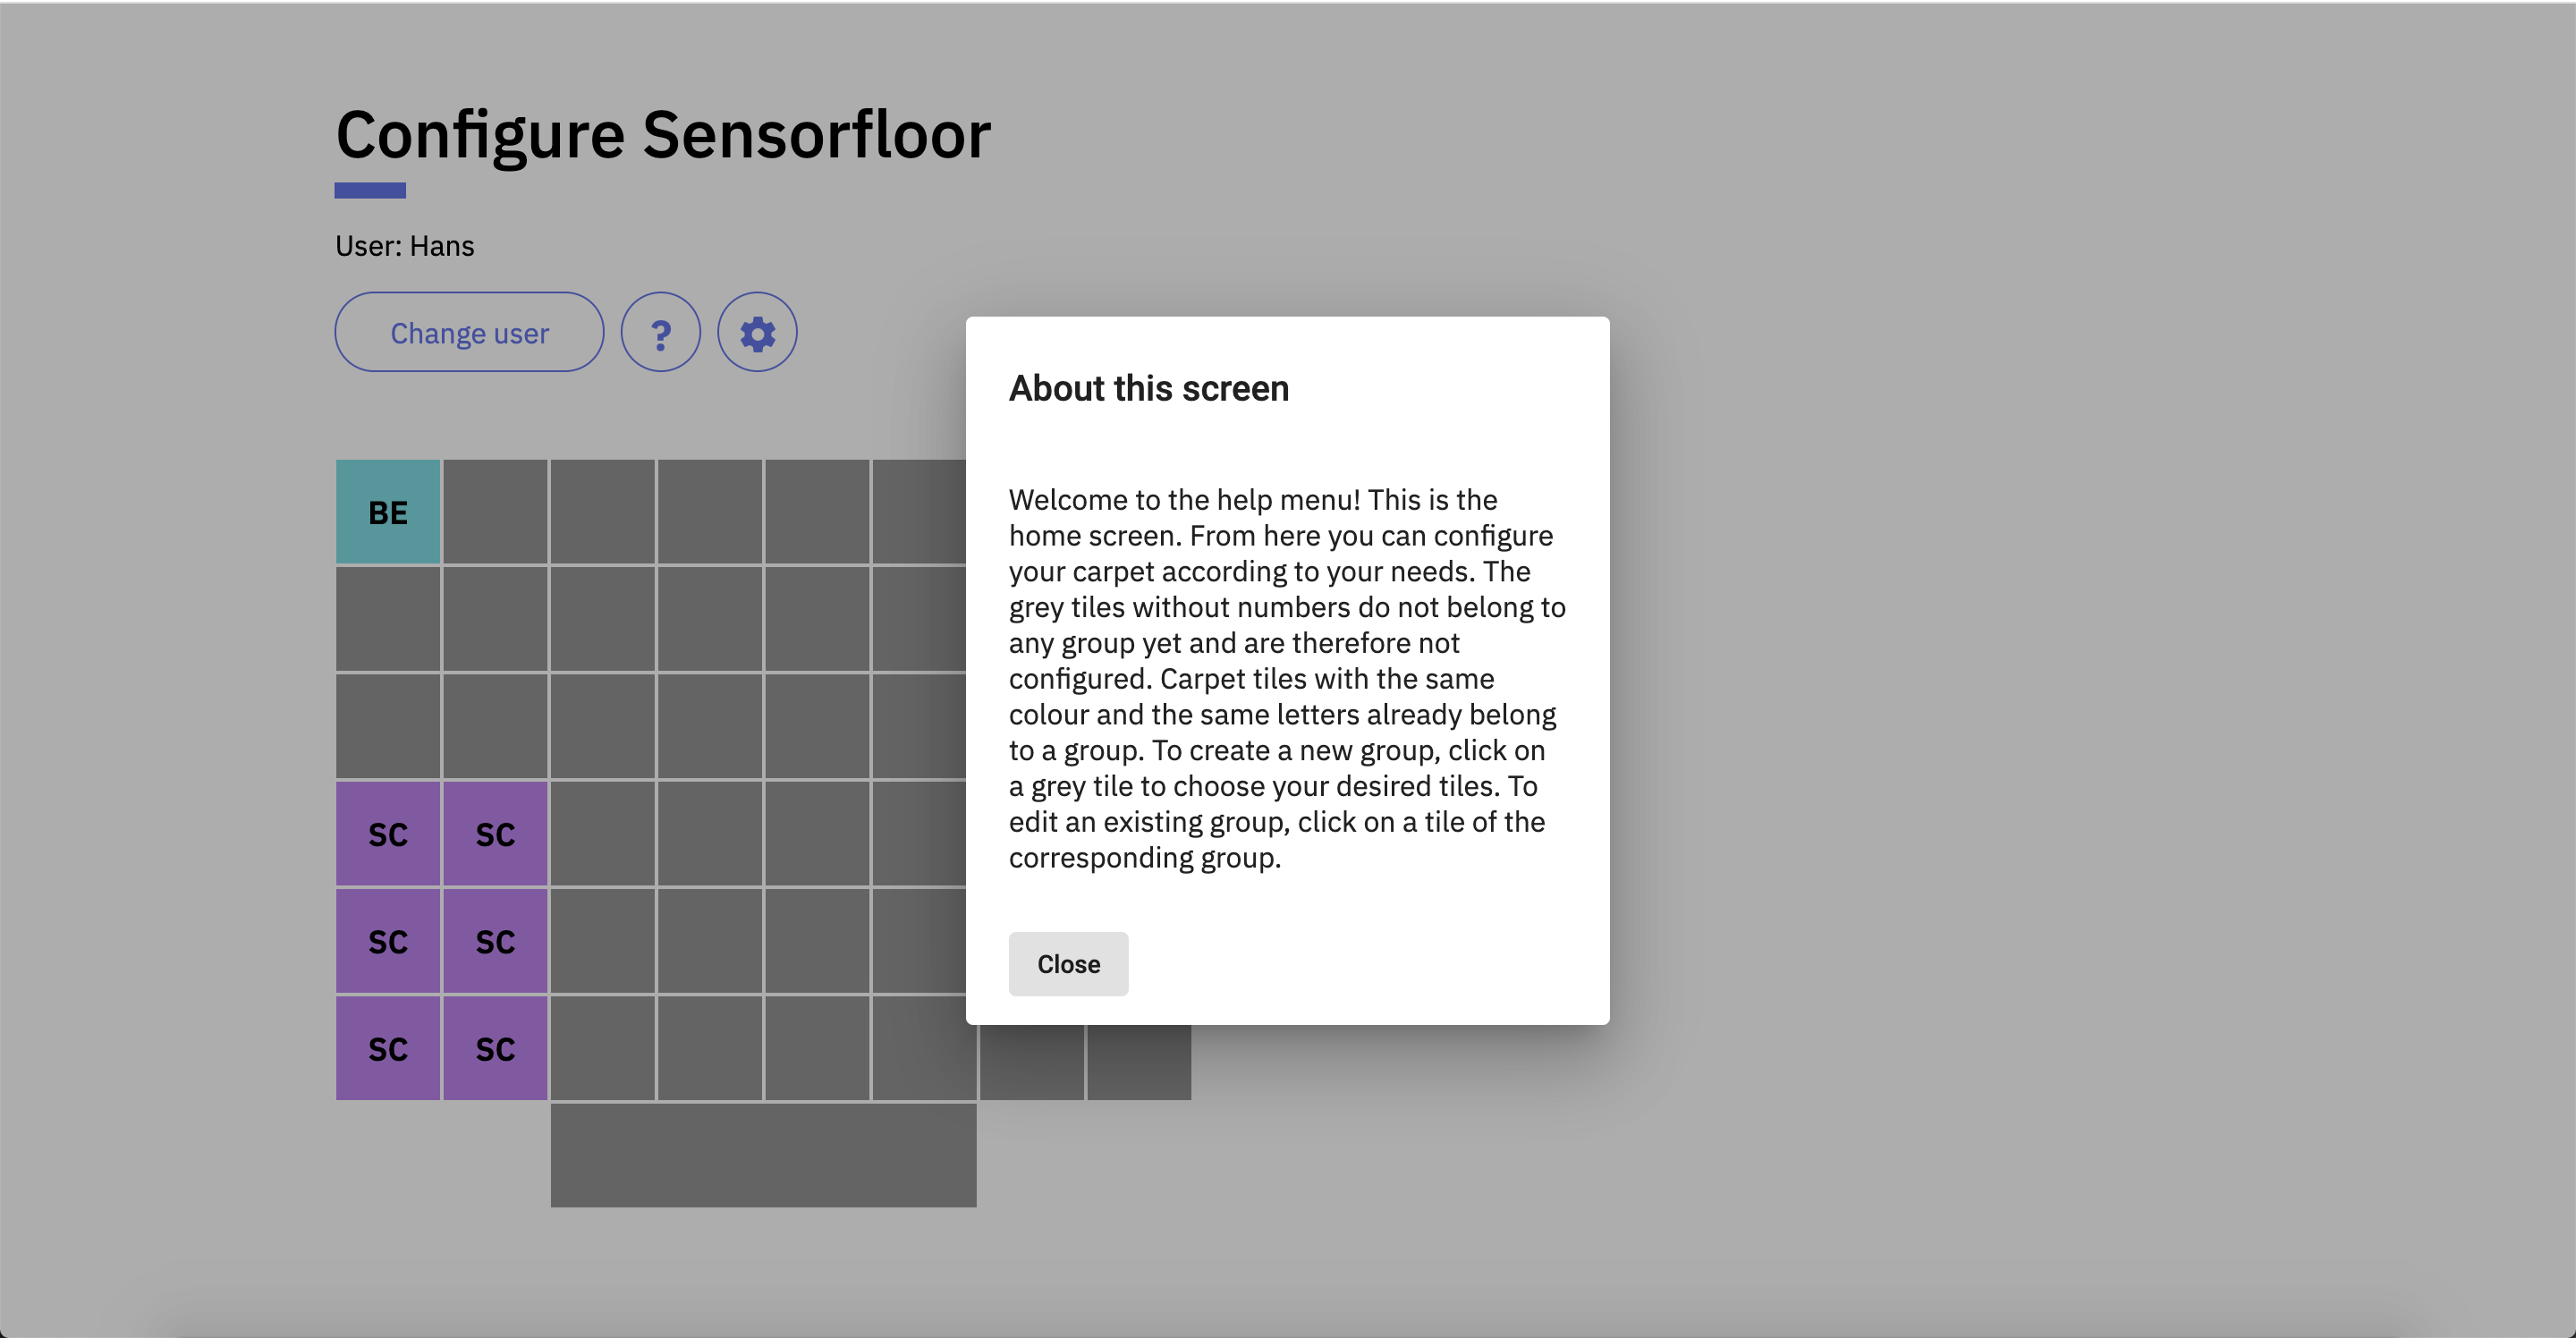 Configure Sensorfloor
User: Hans
Change user
?
About this screen
Welcome to the help menu! This is the
home screen. From here you can configure
your carpet according to your needs. The
grey tiles without numbers do not belong to
any group yet and are therefore not
configured. Carpet tiles with the same
colour and the same letters already belong
to a group. To create a new group, click on
a grey tile to choose your desired tiles. To
edit an existing group, click on a tile of the
corresponding group.
Close
BE
SC SC
SC SC
SC SC